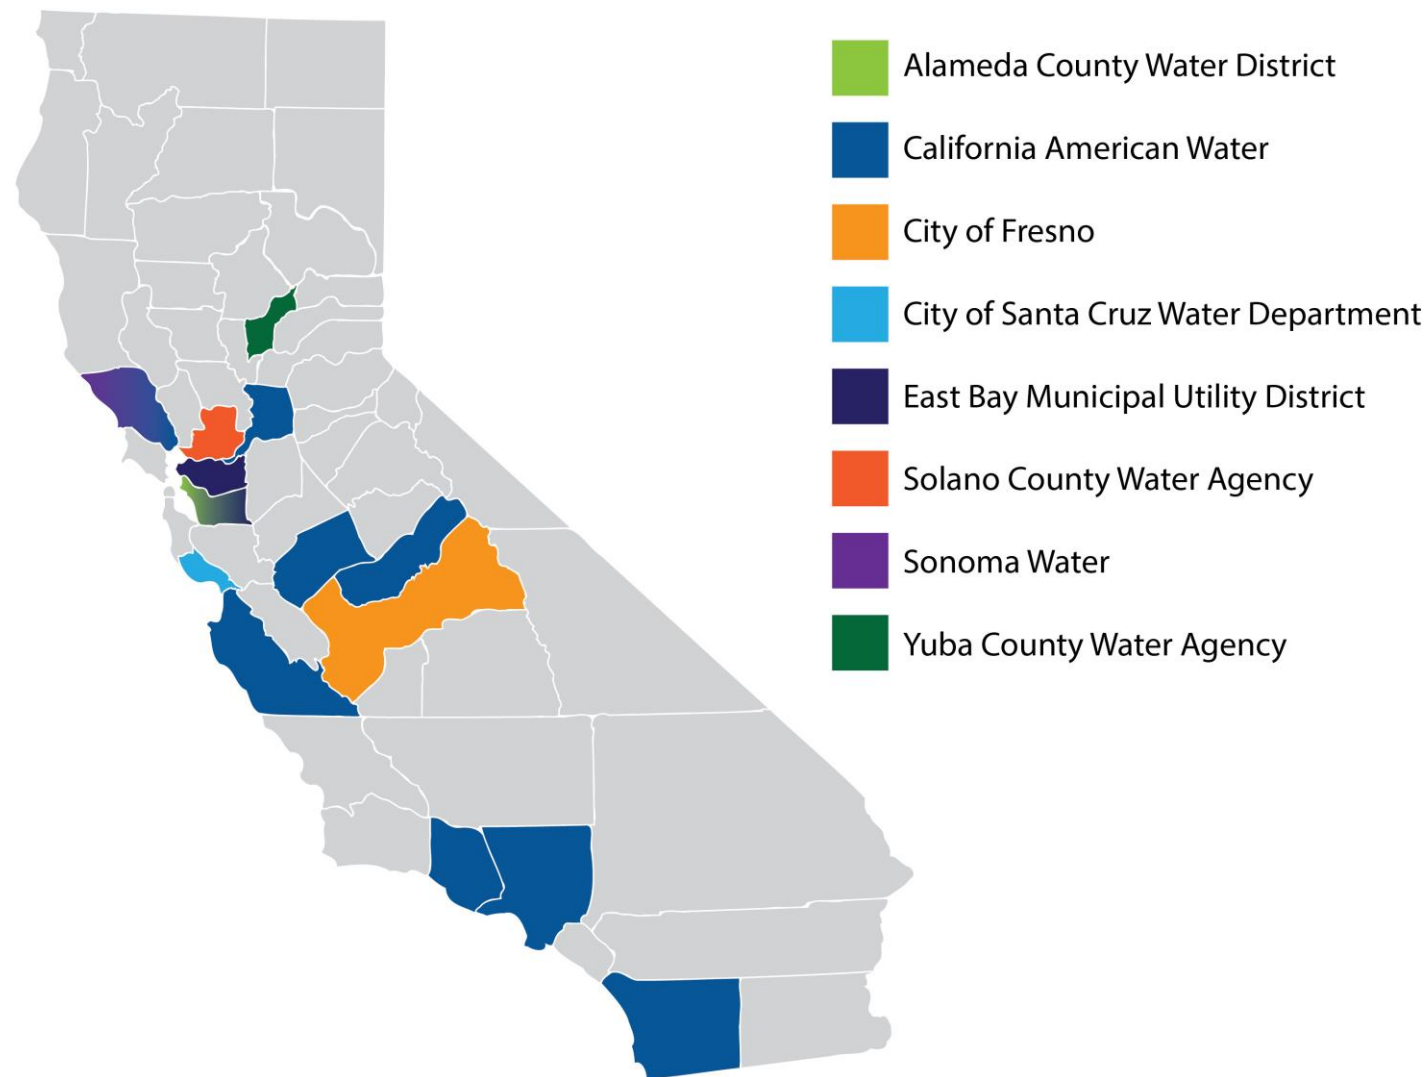 Alameda County Water District
California American Water
City of Fresno
City of Santa Cruz Water Department
East Bay Municipal Utility District
Solano County Water Agency
Sonoma Water
Yuba County Water Agency